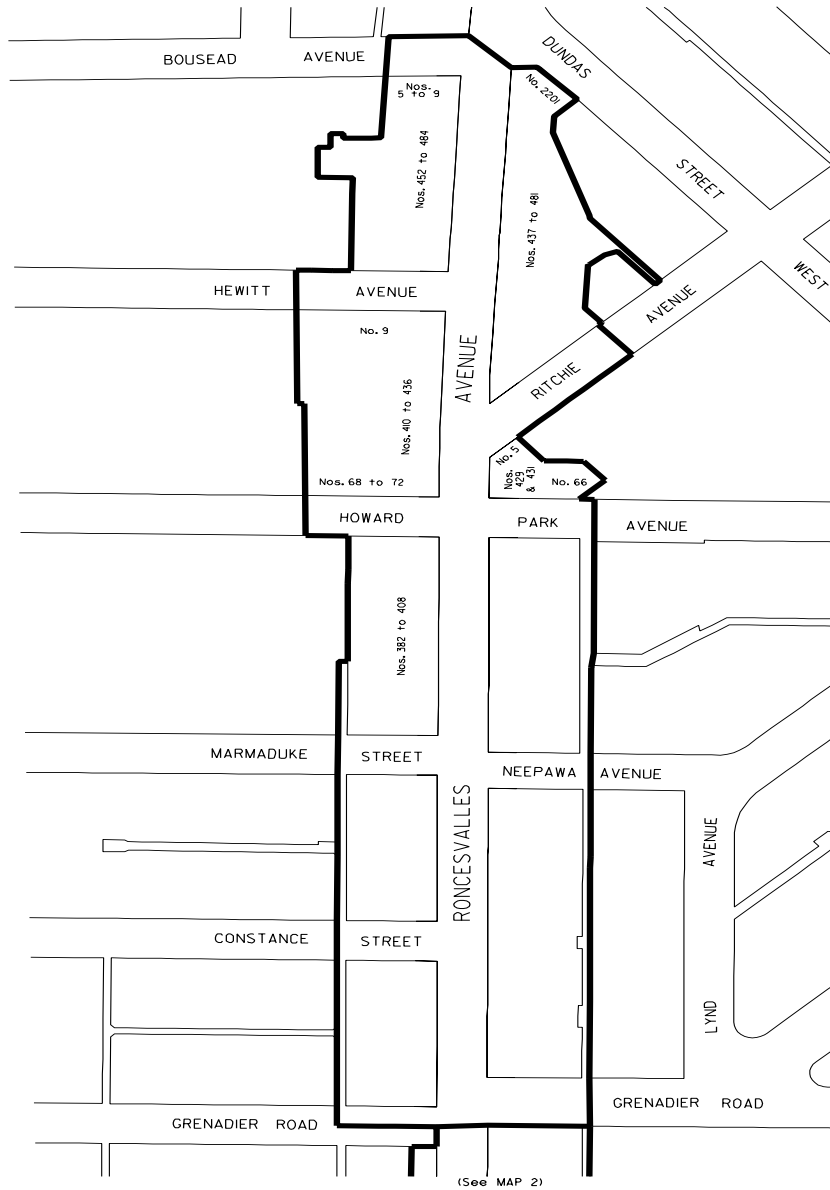 BOUSEAD AVENUE
DUNDAS
STREET
WEST
Nos.
5 to 9
No. 2201
Nos. 452 to 484
Nos. 437 to 481
HEWITT AVENUE
AVENUE
RITCHIE
No. 9
AVENUE
Nos. 410 to 436
No. 5
Nos.
429
& 431
No. 66
Nos. 68 to 72
HOWARD PARK AVENUE
Nos. 382 to 408
MARMADUKE STREET
NEEPAWA AVENUE
RONCESVALLES
AVENUE
LYND
CONSTANCE STREET
GRENADIER ROAD
GRENADIER ROAD
(See MAP 2)